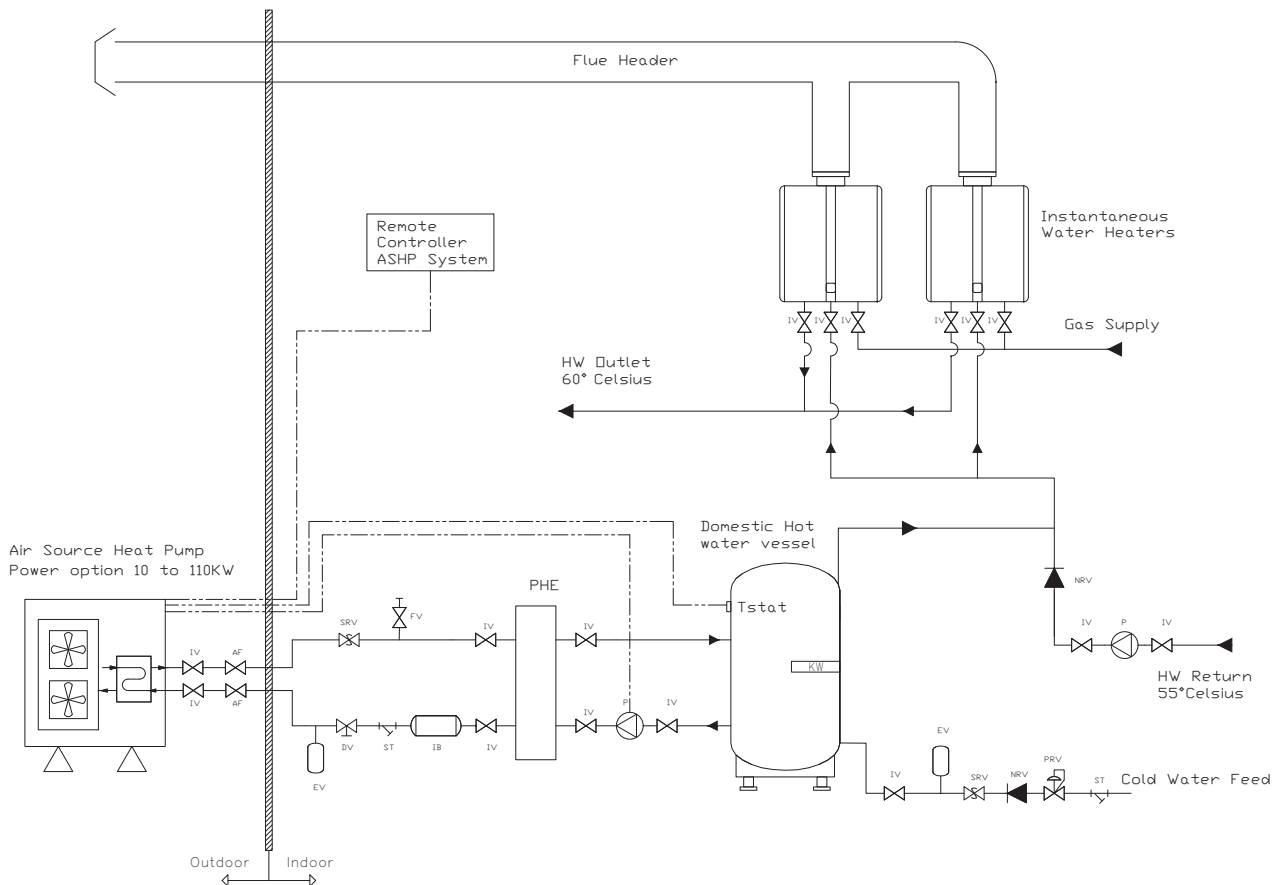 Flue Header
Remote
Controller
ASHP System
Instantaneous
Water Heaters
IV
IV
IV
IV
IV
IV
Gas Supply
HW Outlet
60° Celsius
Domestic Hot
water vessel
Air Source Heat Pump
Power option 10 to 110KW
PHE
NRV
Tstat
SRV
FV
IV
IV
IV
P
IV
IV
AF
KW
HW Return
55°Celsius
IV
AF
P
IV
IV
DV
ST
IB
IV
EV
EV
IV
SRV
NRV
PRV
ST
Cold Water Feed
Outdoor
Indoor